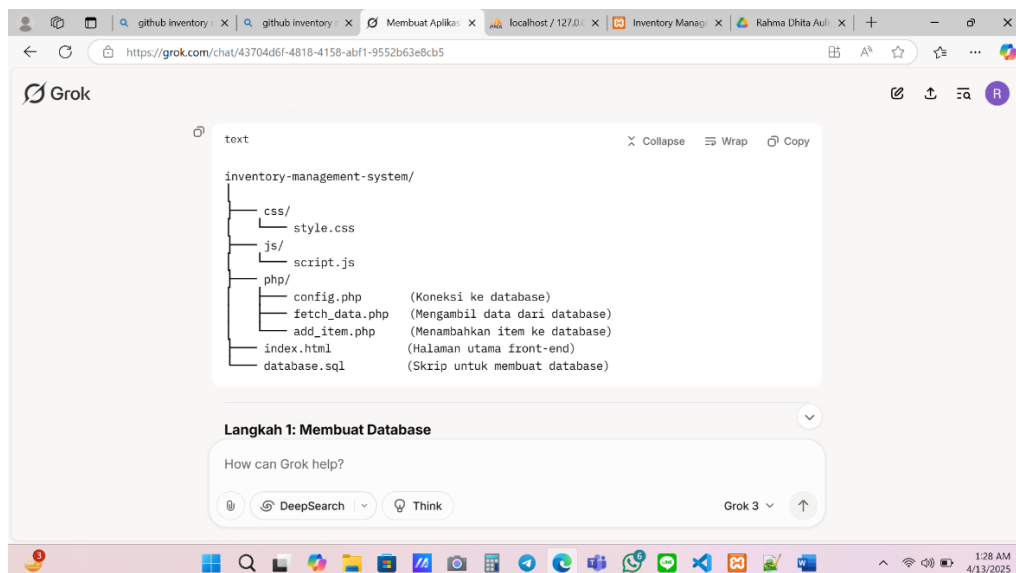 github inventory
github inventory
Membuat Aplikas
localhost / 127.0.
Inventory Manage
Rahma Dhita Auli
https://grok.com/chat/43704d6f-4818-4158-abf1-9552b63e8cb5
Grok
R
text
Collapse
Wrap
Copy
inventory-management-system/
├── css/
│   └── style.css
├── js/
│   └── script.js
├── php/
│   ├── config.php (Koneksi ke database)
│   ├── fetch_data.php (Mengambil data dari database)
│   └── add_item.php (Menambahkan item ke database)
├── index.html (Halaman utama front-end)
└── database.sql (Skrip untuk membuat database)
Langkah 1: Membuat Database
How can Grok help?
DeepSearch
Think
Grok 3
3
6
1:28 AM
4/13/2025